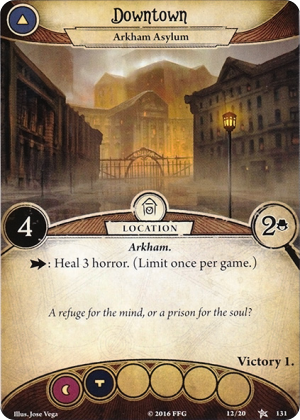 Downtown
Arkham Asylum
4
LOCATION
2
Arkham.
: Heal 3 horror. (Limit once per game.)
A refuge for the mind, or a prison for the soul?
Victory 1.
Illus. Jose Vega
© 2016 FFG
12/20
131